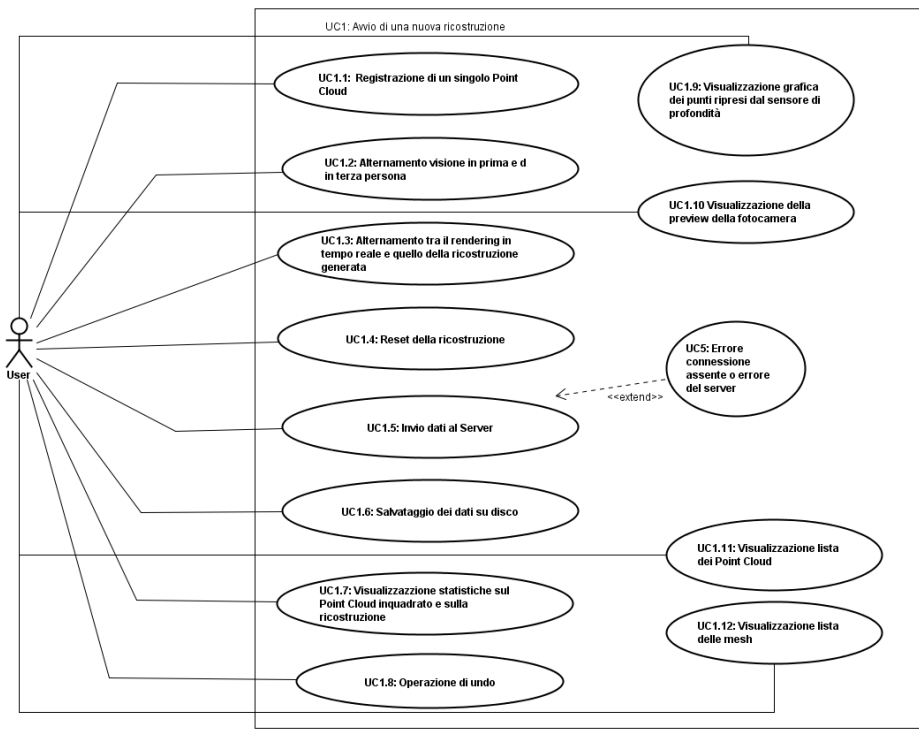 UC1: Avvio di una nuova ricostruzione
UC1.1: Registrazione di un singolo Point
Cloud
UC1.9: Visualizzazione grafica
dei punti ripresi dal sensore di
profondità
UC1.2: Alternamento visione in prima e d
in terza persona
UC1.10 Visualizzazione della
preview della fotocamera
UC1.3: Alternamento tra il rendering in
tempo reale e quello della ricostruzione
generata
UC1.4: Reset della ricostruzione
UC5: Errore
connessione
assente o errore
del server
User
<<extend>>
UC1.5: Invio dati al Server
UC1.6: Salvataggio dei dati su disco
UC1.11: Visualizzazione lista
dei Point Cloud
UC1.7: Visualizzazzione statistiche sul
Point Cloud inquadrato e sulla
ricostruzione
UC1.12: Visualizzazione lista
delle mesh
UC1.8: Operazione di undo